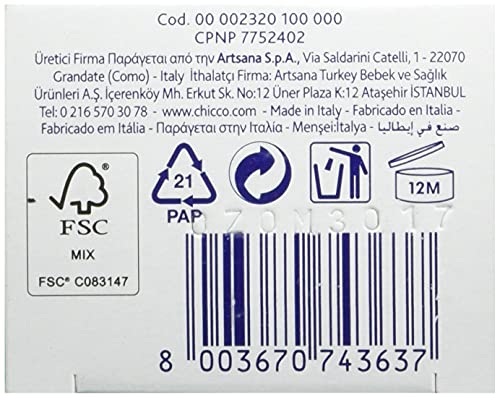 Cod. 00 002320 100 000
CPNP 7752402
Üretici Firma Παράγεται από την Artsana S.p.A., Via Saldarini Catelli, 1 - 22070
Grandate (Como) - Italy İthalatçı Firma: Artsana Turkey Bebek ve Sağlık
Ürünleri A.Ş. İçerenköy Mh. Erkut Sk. No:12 Üner Plaza K:12 Ataşehir İSTANBUL
Tel: 0 216 570 30 78 - www.chicco.com - Made in Italy - Fabricado en Italia -
Fabricado em Itália - Παράγεται στην Ιταλία - Menşei:İtalya - صنع في إيطاليا
FSC
MIX
FSC® C083147
21
PAP
12M
070N3017
8 003670 743637